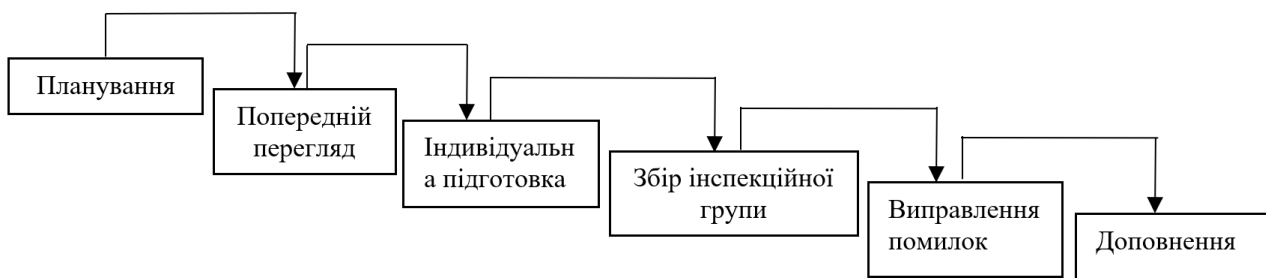 Планування
Попередній
перегляд
Індивідуальн
а підготовка
Збір інспекційної
групи
Виправлення
помилок
Доповнення